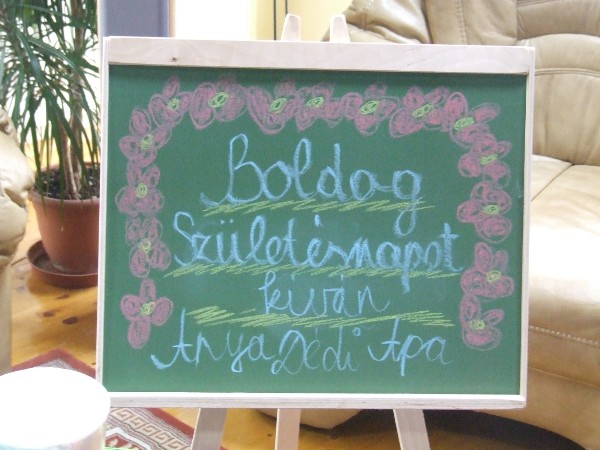 Boldog
Születésnapot
kíván
Anya Dédi Apa